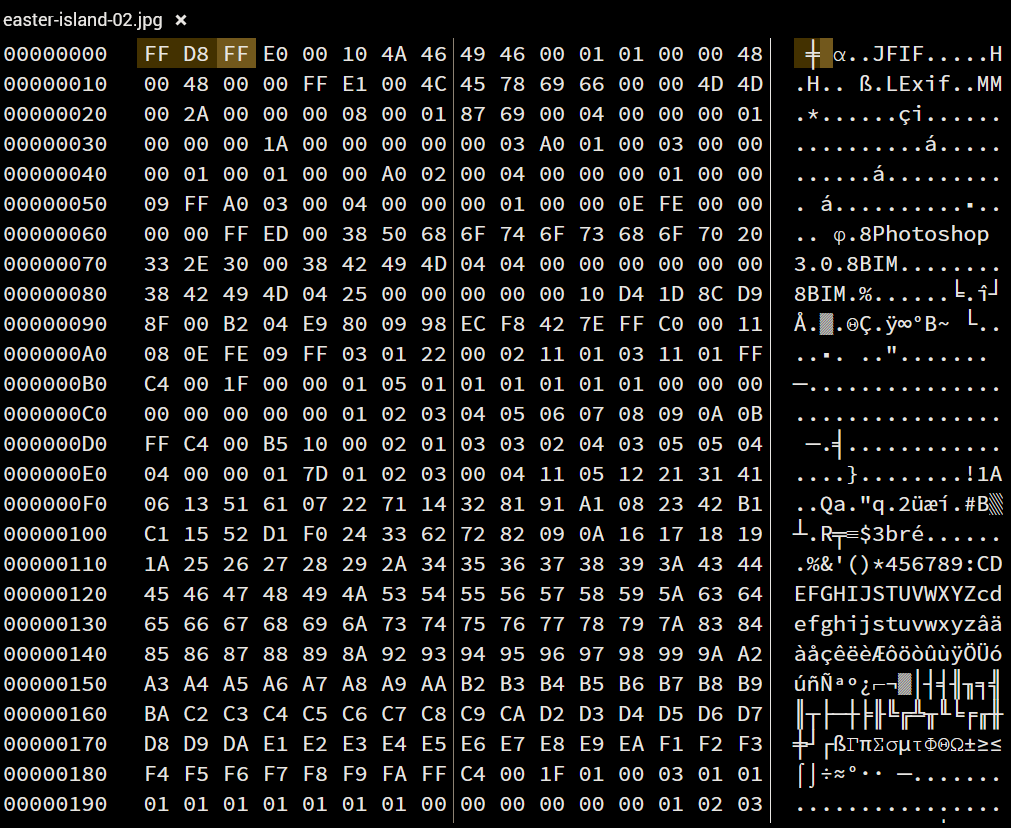 easter-island-02.jpg ×
00000000 FF D8 FF E0 00 10 4A 46 49 46 00 01 01 00 00 48 ╪ α..JFIF.....H
00000010 00 48 00 00 FF E1 00 4C 45 78 69 66 00 00 4D 4D .H.. ß.LExif..MM
00000020 00 2A 00 00 00 08 00 01 87 69 00 04 00 00 00 01 .*......çi......
00000030 00 00 00 1A 00 00 00 00 00 03 A0 01 00 03 00 00 ..........á.....
00000040 00 01 00 01 00 00 A0 02 00 04 00 00 00 01 00 00 ......á.........
00000050 09 FF A0 03 00 04 00 00 00 01 00 00 0E FE 00 00 . á..........▪..
00000060 00 00 FF ED 00 38 50 68 6F 74 6F 73 68 6F 70 20 .. φ.8Photoshop
00000070 33 2E 30 00 38 42 49 4D 04 04 00 00 00 00 00 00 3.0.8BIM........
00000080 38 42 49 4D 04 25 00 00 00 00 00 10 D4 1D 8C D9 8BIM.%......╘.î┘
00000090 8F 00 B2 04 E9 80 09 98 EC F8 42 7E FF C0 00 11 Å.▓.ΘÇ.ÿ∞°B~ └..
000000A0 08 0E FE 09 FF 03 01 22 00 02 11 01 03 11 01 FF ..▪. ..".......
000000B0 C4 00 1F 00 00 01 05 01 01 01 01 01 01 00 00 00 ─...............
000000C0 00 00 00 00 00 01 02 03 04 05 06 07 08 09 0A 0B ................
000000D0 FF C4 00 B5 10 00 02 01 03 03 02 04 03 05 05 04  ─.╡............
000000E0 04 00 00 01 7D 01 02 03 00 04 11 05 12 21 31 41 ....}........!1A
000000F0 06 13 51 61 07 22 71 14 32 81 91 A1 08 23 42 B1 ..Qa."q.2üæí.#B▒
00000100 C1 15 52 D1 F0 24 33 62 72 82 09 0A 16 17 18 19 ┴.R╤≡$3bré......
00000110 1A 25 26 27 28 29 2A 34 35 36 37 38 39 3A 43 44 .%&'()*456789:CD
00000120 45 46 47 48 49 4A 53 54 55 56 57 58 59 5A 63 64 EFGHIJSTUVWXYZcd
00000130 65 66 67 68 69 6A 73 74 75 76 77 78 79 7A 83 84 efghijstuvwxyzâä
00000140 85 86 87 88 89 8A 92 93 94 95 96 97 98 99 9A A2 àåçêëèÆôöòûùÿÖÜó
00000150 A3 A4 A5 A6 A7 A8 A9 AA B2 B3 B4 B5 B6 B7 B8 B9 úñÑªº¿⌐¬▓│┤╡╢╖╕╣
00000160 BA C2 C3 C4 C5 C6 C7 C8 C9 CA D2 D3 D4 D5 D6 D7 ║┬├─┼╞╟╚╔╩╥╙╘╒╓╫
00000170 D8 D9 DA E1 E2 E3 E4 E5 E6 E7 E8 E9 EA F1 F2 F3 ╪┘┌ßΓπΣσµτΦΘΩ±≥≤
00000180 F4 F5 F6 F7 F8 F9 FA FF C4 00 1F 01 00 03 01 01 ⌠⌡÷≈°∙· ─.......
00000190 01 01 01 01 01 01 01 00 00 00 00 00 00 01 02 03 ................